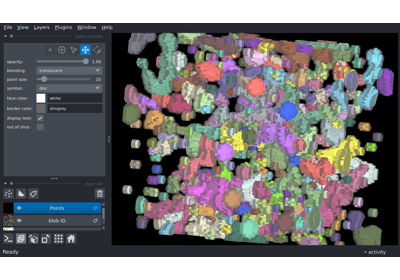 File View Layers Plugins Window Help
opacity: 1.00
blending: translucent
point size: 10
symbol: disc
face color: white
border color: dimgrey
display text:
out of slice:
Points
blob ID
Ready
activity